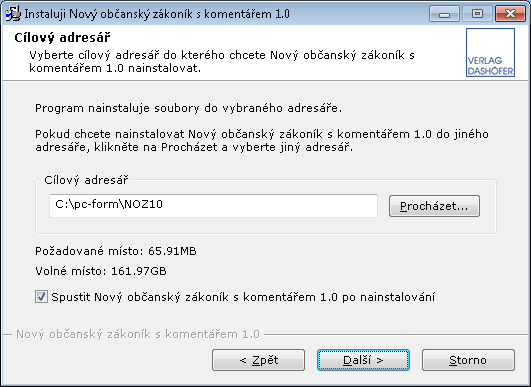 Instaluji Nový občanský zákoník s komentářem 1.0
Cílový adresář
Vyberte cílový adresář do kterého chcete Nový občanský zákoník s
komentářem 1.0 nainstalovat.
VERLAG
DASHÖFER
Program nainstaluje soubory do vybraného adresáře.
Pokud chcete nainstalovat Nový občanský zákoník s komentářem 1.0 do jiného
adresáře, klikněte na Procházet a vyberte jiný adresář.
Cílový adresář
C:\pc-form\NOZ10
Procházet...
Požadované místo: 65.91MB
Volné místo: 161.97GB
Spustit Nový občanský zákoník s komentářem 1.0 po nainstalování
Nový občanský zákoník s komentářem 1.0
< Zpět
Další >
Storno